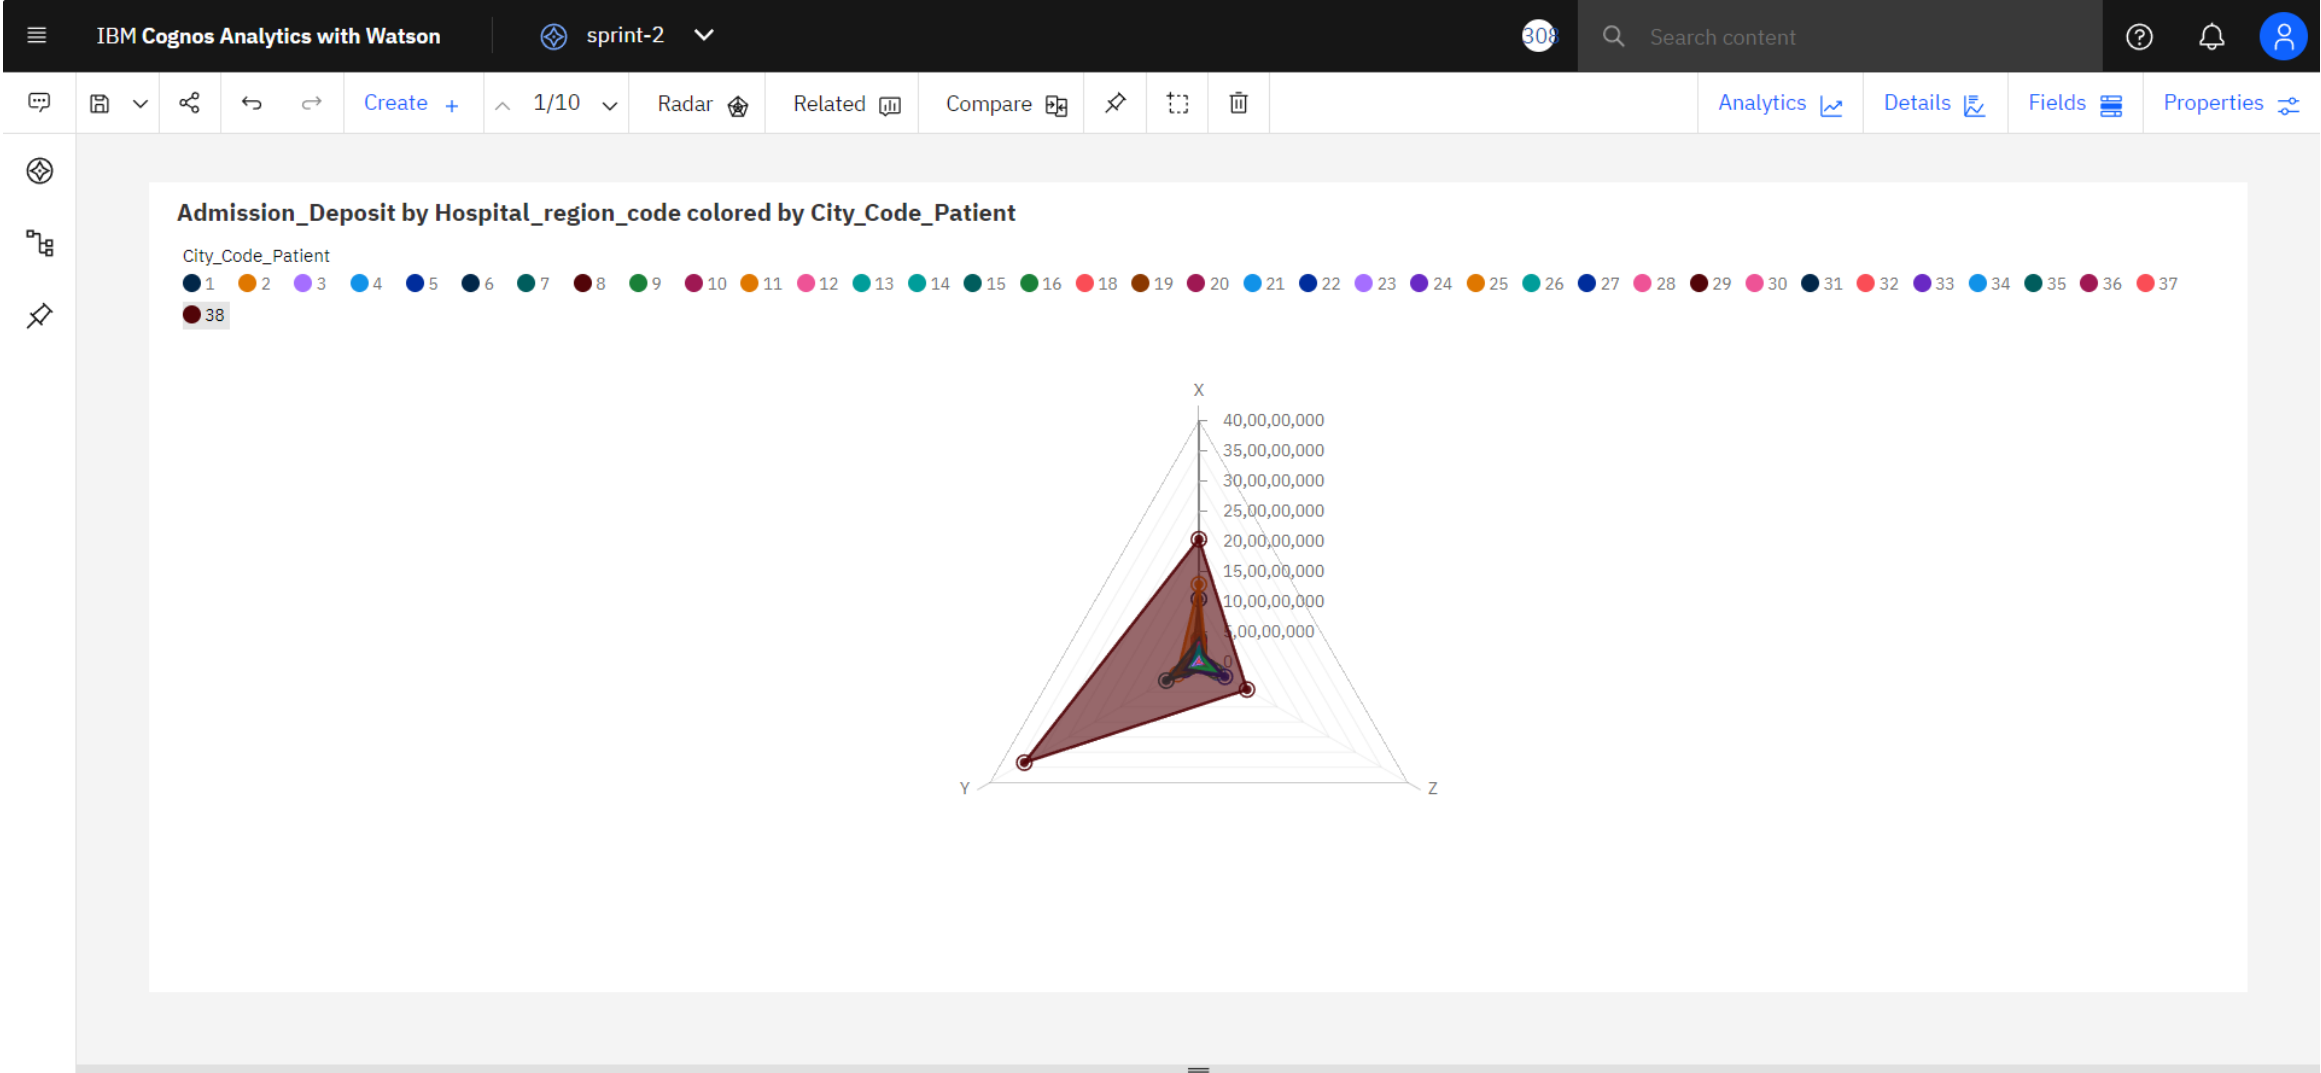 IBM Cognos Analytics with Watson sprint-2 308 Search content
Create + 1/10 Radar Related Compare Analytics Details Fields Properties
Admission_Deposit by Hospital_region_code colored by City_Code_Patient
City_Code_Patient
1 2 3 4 5 6 7 8 9 10 11 12 13 14 15 16 18 19 20 21 22 23 24 25 26 27 28 29 30 31 32 33 34 35 36 37
38
X
40,00,00,000
35,00,00,000
30,00,00,000
25,00,00,000
20,00,00,000
15,00,00,000
10,00,00,000
5,00,00,000
0
Y Z